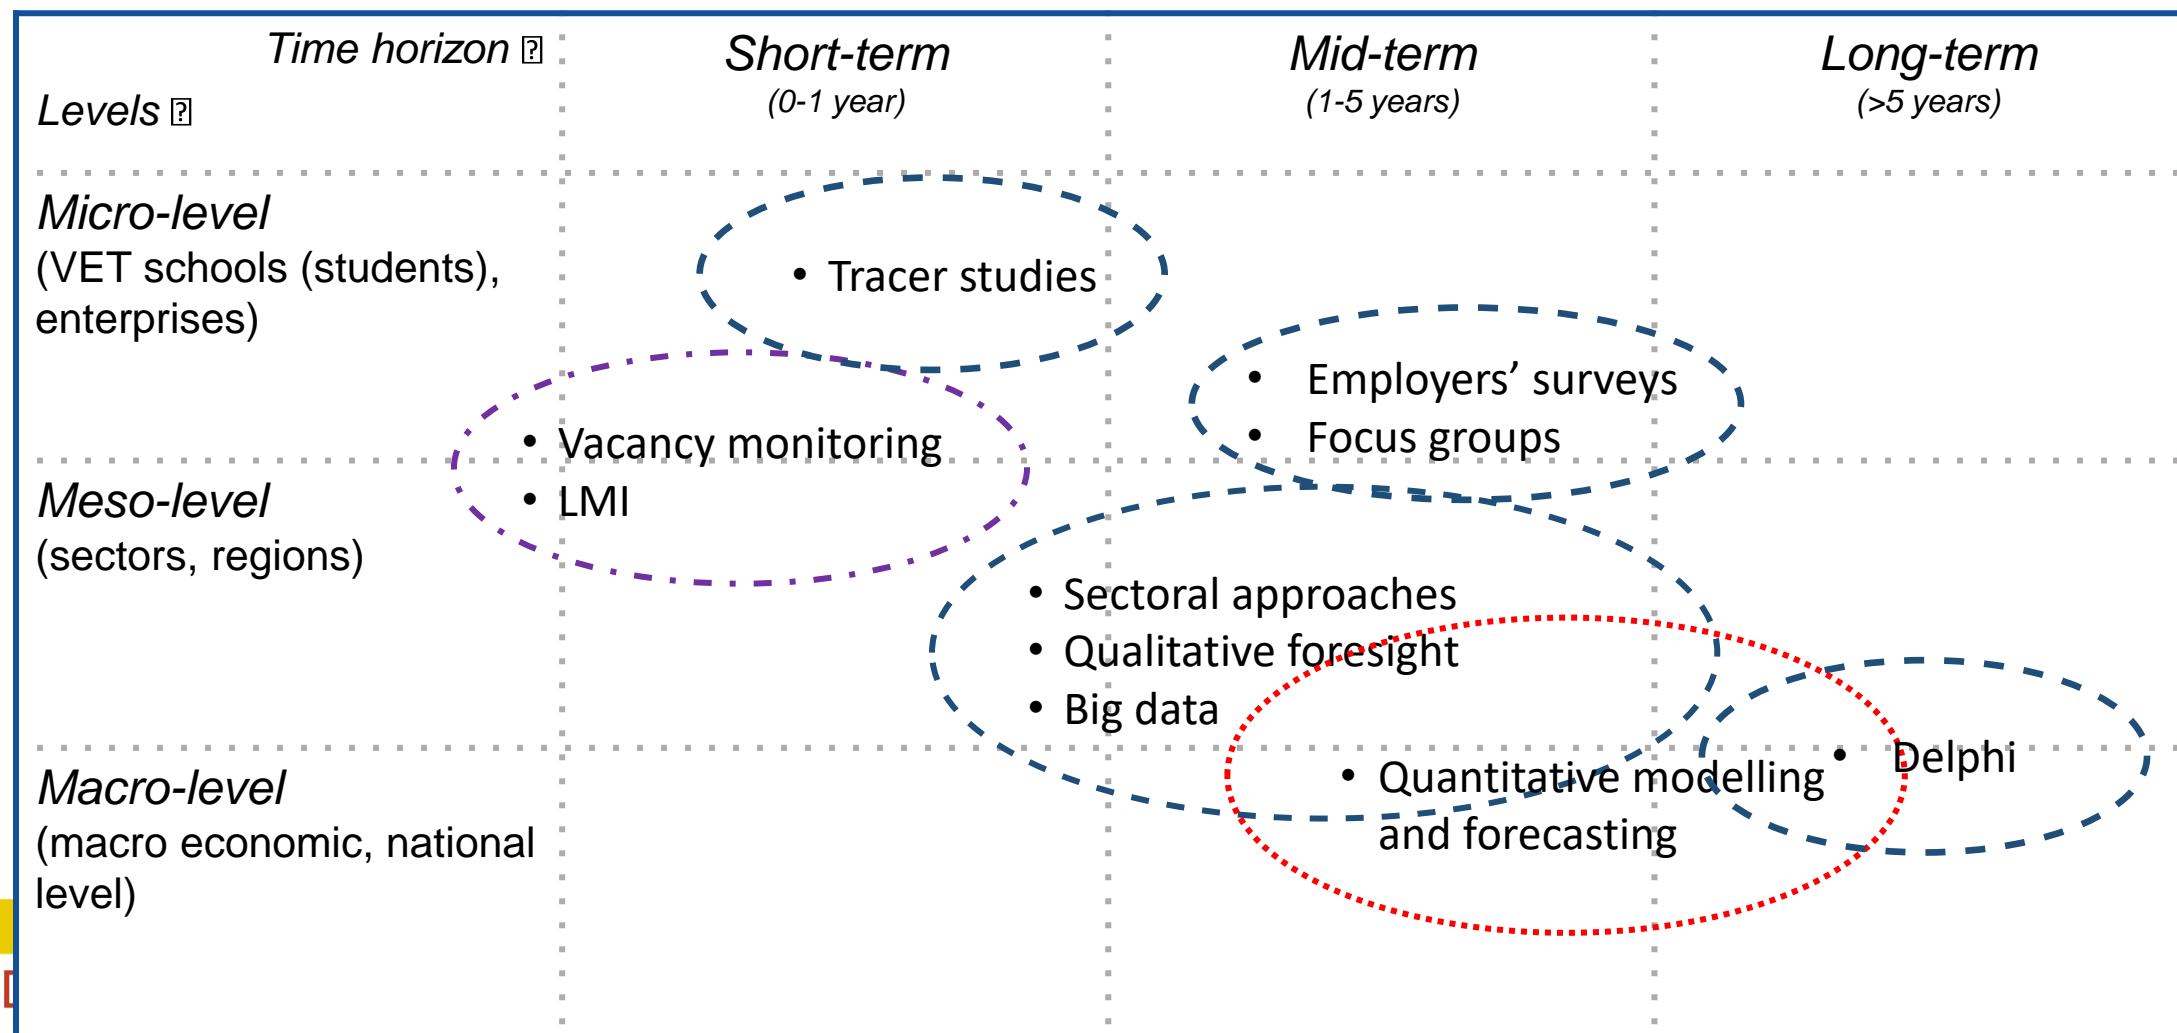 Time horizon
Levels
Short-term
(0-1 year)
Mid-term
(1-5 years)
Long-term
(>5 years)
Micro-level
(VET schools (students),
enterprises)
• Tracer studies
• Employers’ surveys
• Focus groups
• Vacancy monitoring
• LMI
Meso-level
(sectors, regions)
• Sectoral approaches
• Qualitative foresight
• Big data
Macro-level
(macro economic, national
level)
• Quantitative modelling
and forecasting
• Delphi